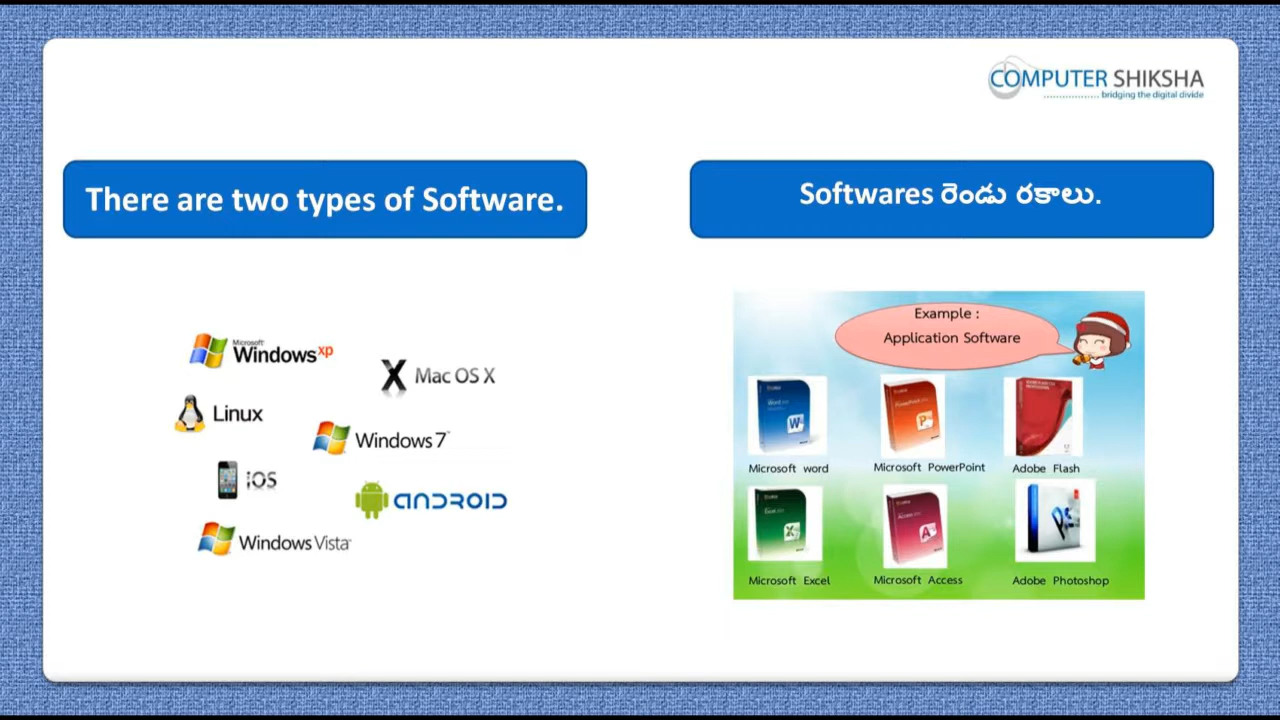 COMPUTER SHIKSHA
bridging the digital divide
There are two types of Software.
Softwares రెండు రకాలు.
Microsoft
Windows xp
Mac OS X
Linux
Windows 7
iOS
ANDROID
Windows Vista
Example :
Application Software
Microsoft word
Microsoft PowerPoint
Adobe Flash
Microsoft Excel
Microsoft Access
Adobe Photoshop